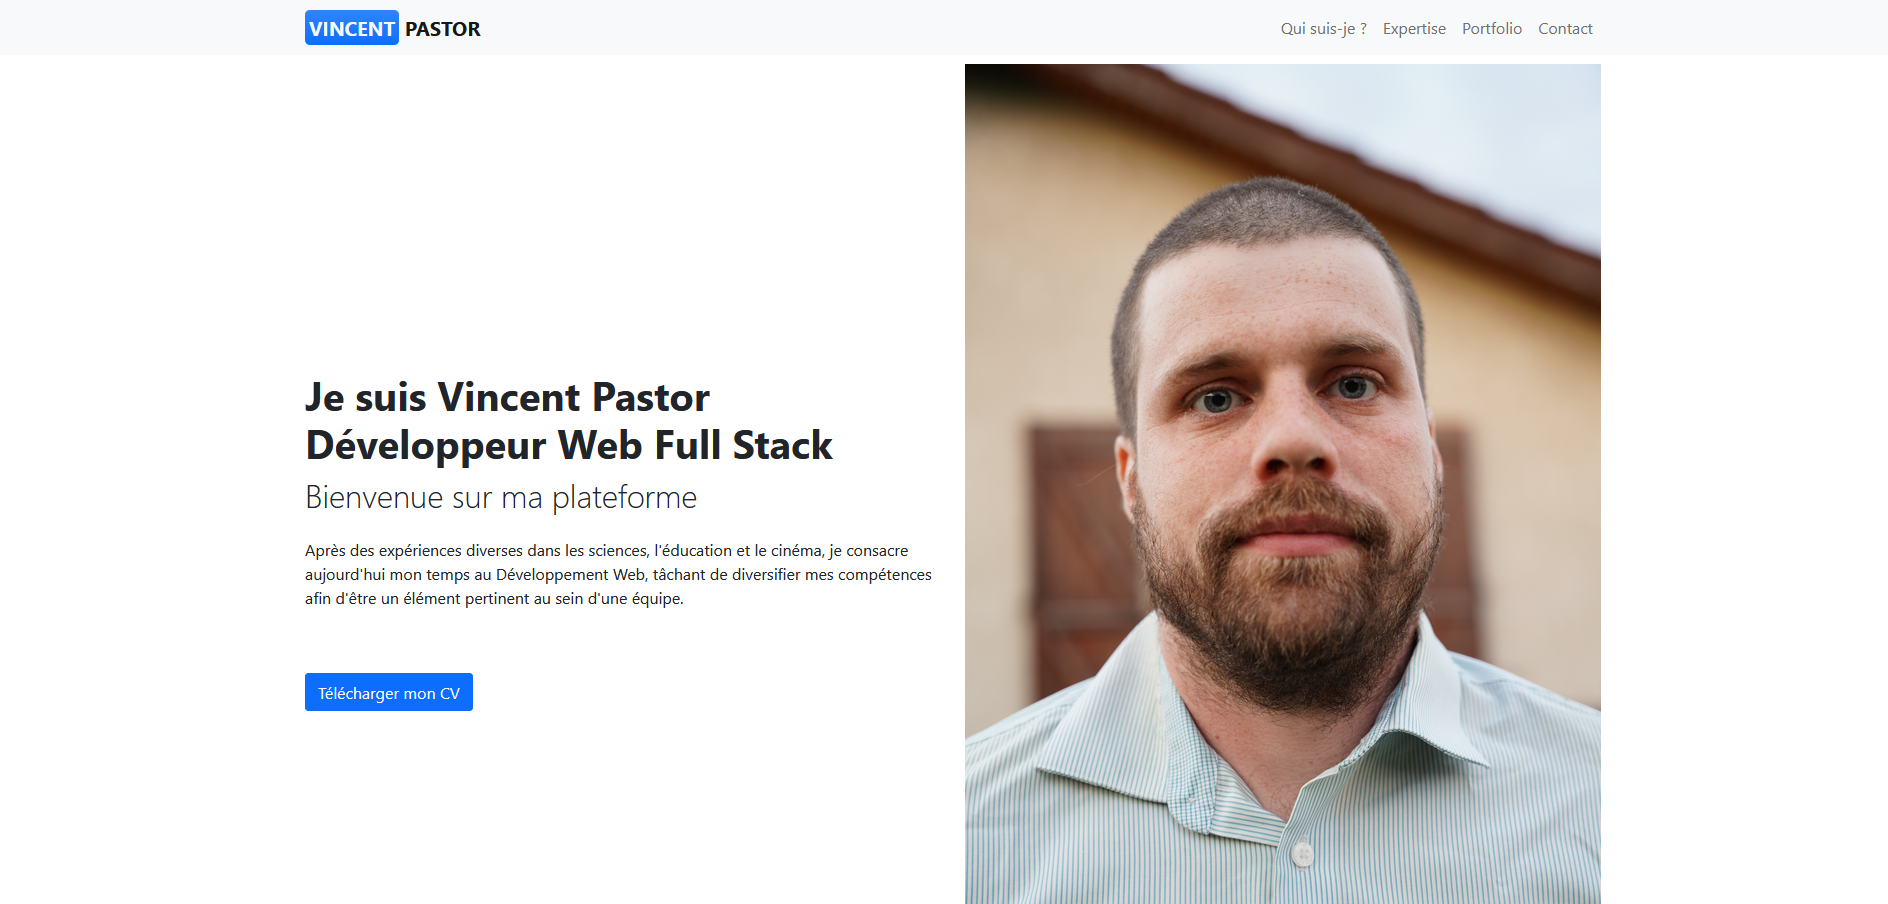 VINCENT PASTOR
Qui suis-je ? Expertise Portfolio Contact
Je suis Vincent Pastor
Développeur Web Full Stack
Bienvenue sur ma plateforme
Après des expériences diverses dans les sciences, l'éducation et le cinéma, je consacre
aujourd'hui mon temps au Développement Web, tâchant de diversifier mes compétences
afin d'être un élément pertinent au sein d'une équipe.
Télécharger mon CV